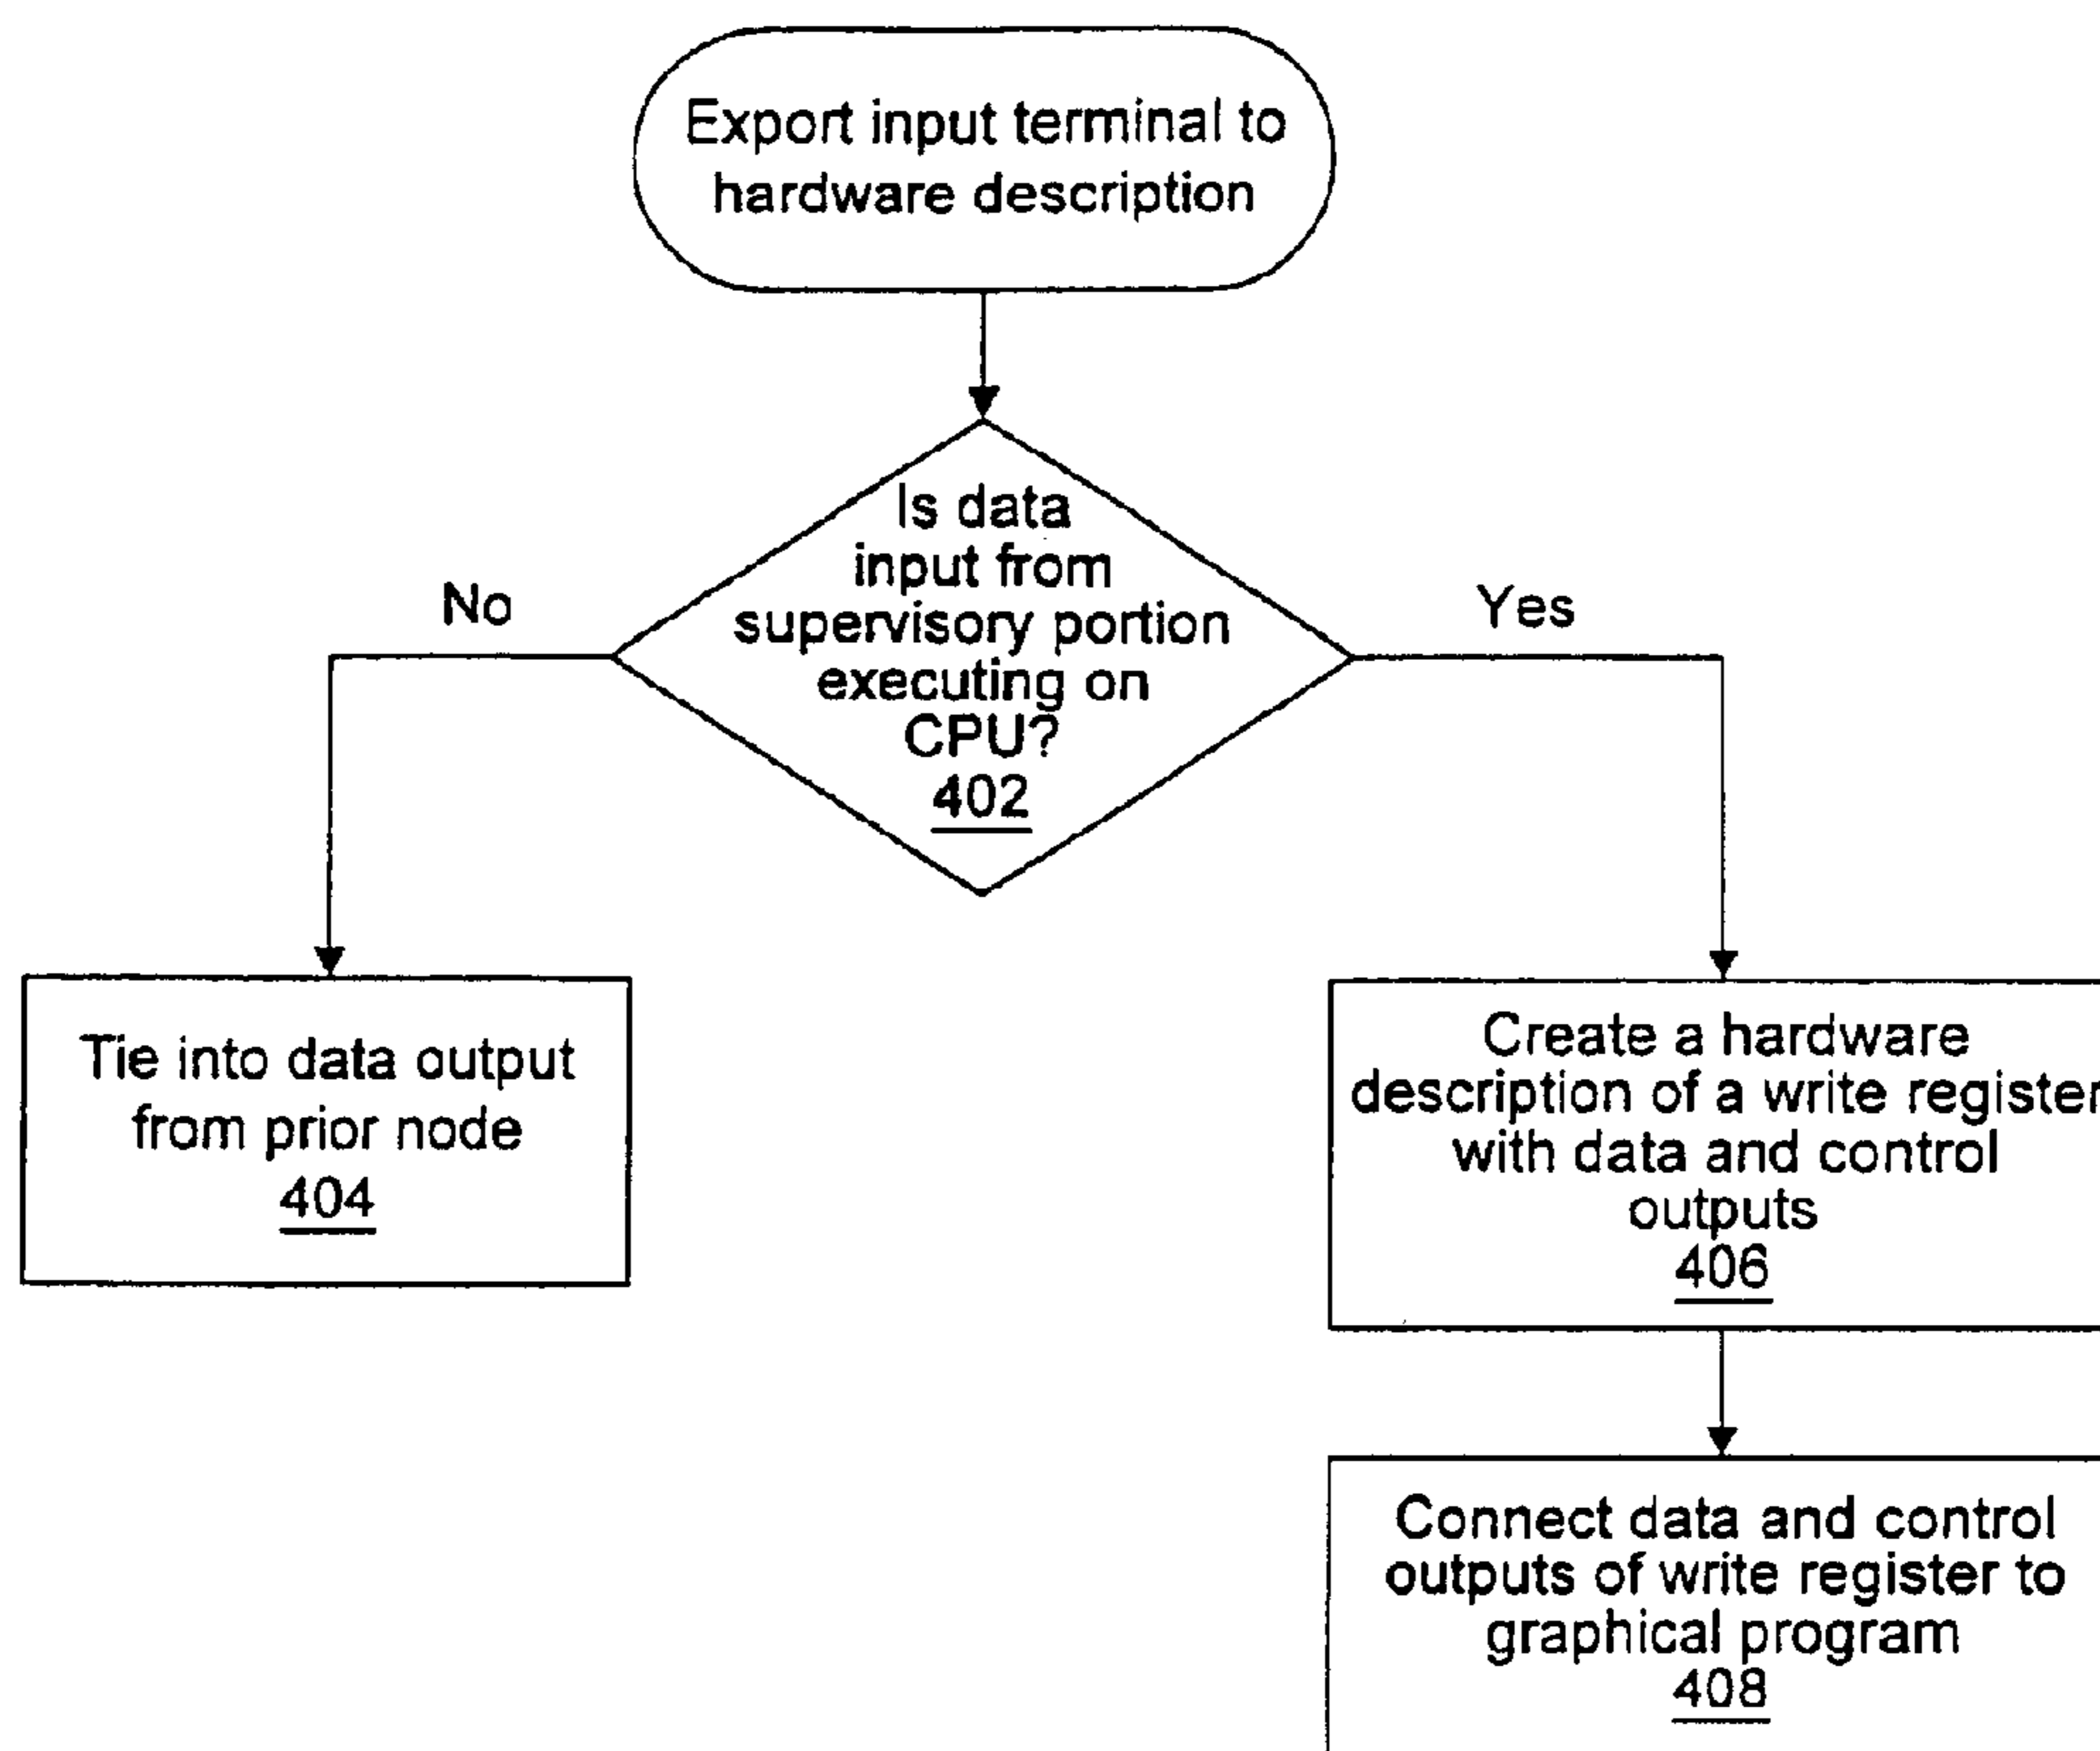 Export input terminal to
hardware description
Is data
input from
supervisory portion
executing on
CPU?
402
No
Yes
Tie into data output
from prior node
404
Create a hardware
description of a write register
with data and control
outputs
406
Connect data and control
outputs of write register to
graphical program
408